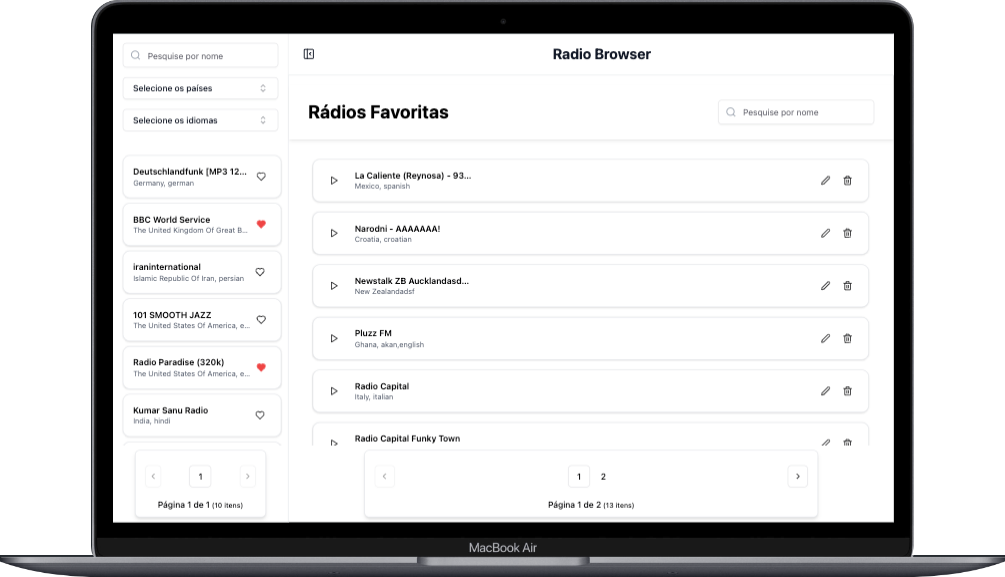 Pesquise por nome
Selecione os países
Selecione os idiomas
Deutschlandfunk [MP3 12...
Germany, german
BBC World Service
The United Kingdom Of Great B...
iraninternational
Islamic Republic Of Iran, persian
101 SMOOTH JAZZ
The United States Of America, e...
Radio Paradise (320k)
The United States Of America, e...
Kumar Sanu Radio
India, hindi
1
Página 1 de 1 (10 itens)
Radio Browser
Rádios Favoritas
Pesquise por nome
La Caliente (Reynosa) - 93...
Mexico, spanish
Narodni - AAAAAAA!
Croatia, croatian
Newstalk ZB Aucklandasd...
New Zealandadsf
Pluzz FM
Ghana, akan,english
Radio Capital
Italy, italian
Radio Capital Funky Town
1 2
Página 1 de 2 (13 itens)
MacBook Air